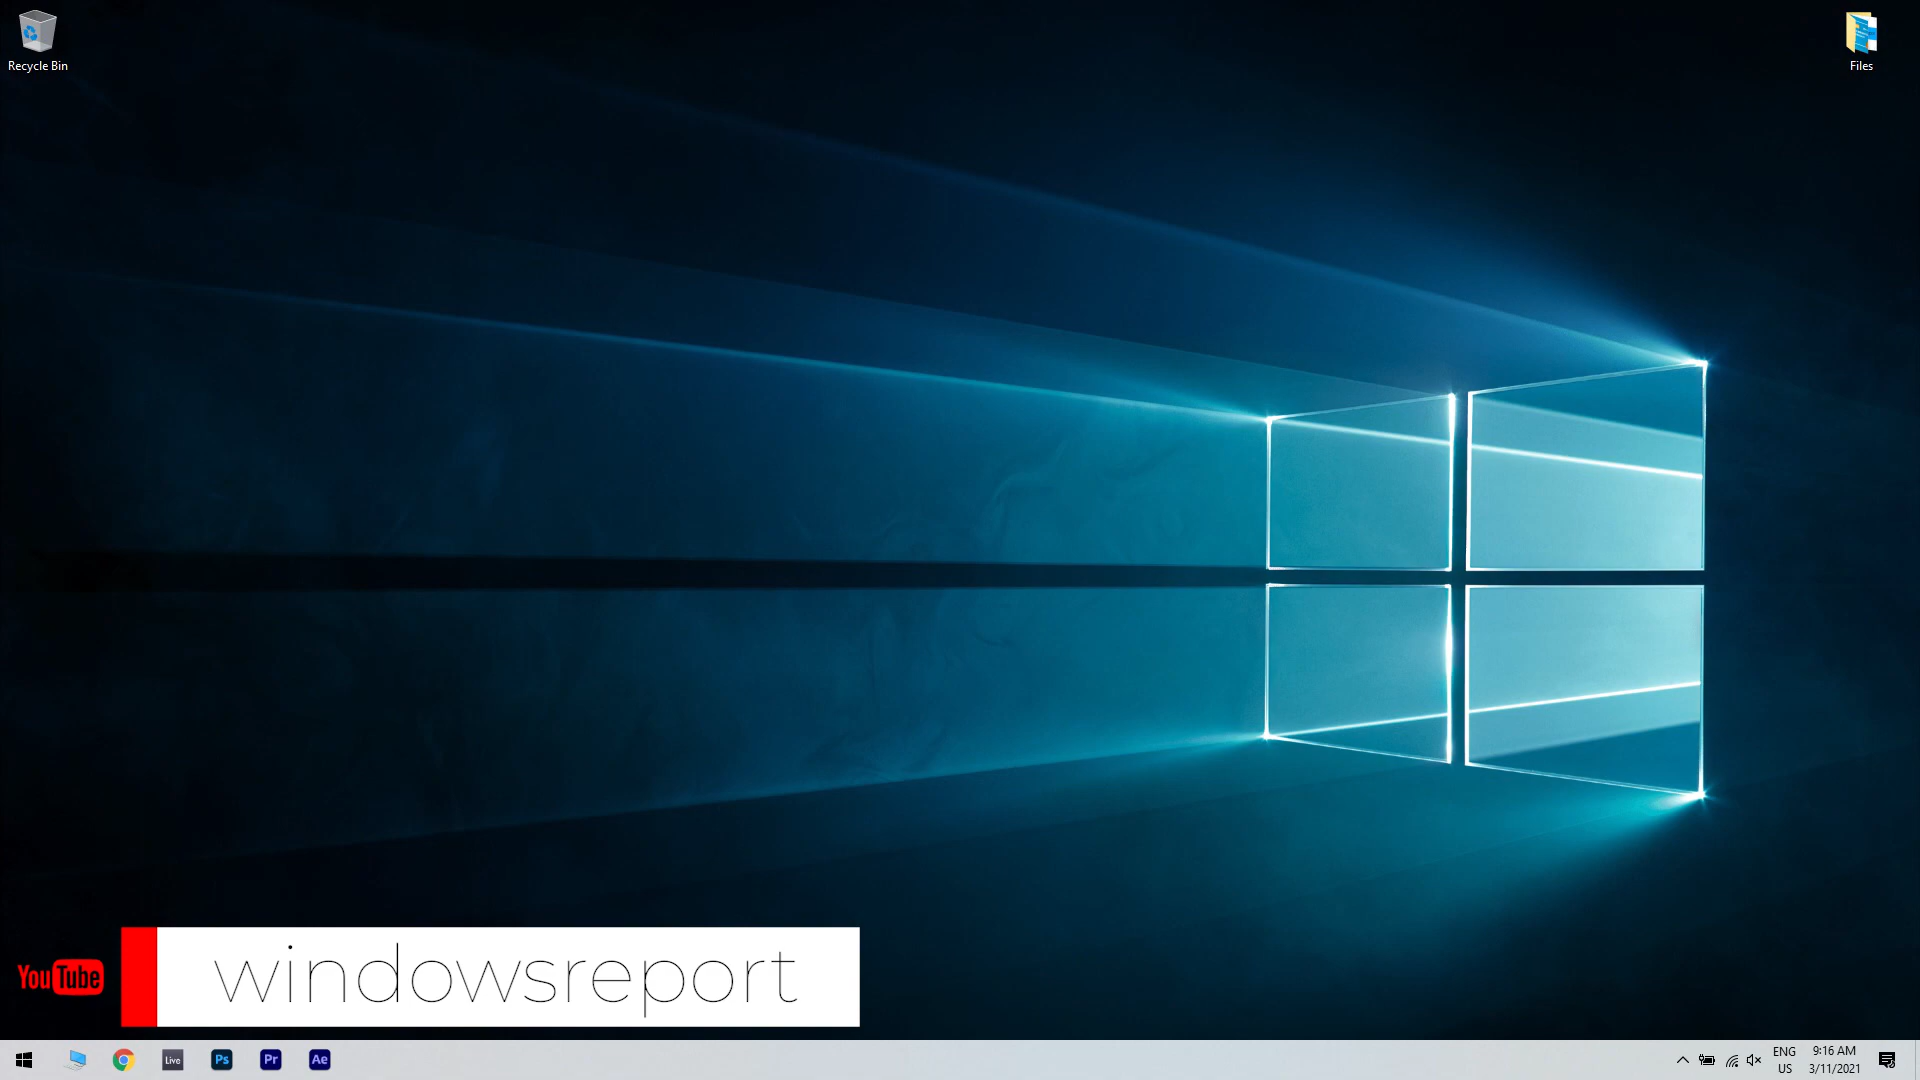 Recycle Bin
Files
YouTube
windowsreport
Live
Ps
Pr
Ae
ENG
US
9:16 AM
3/11/2021